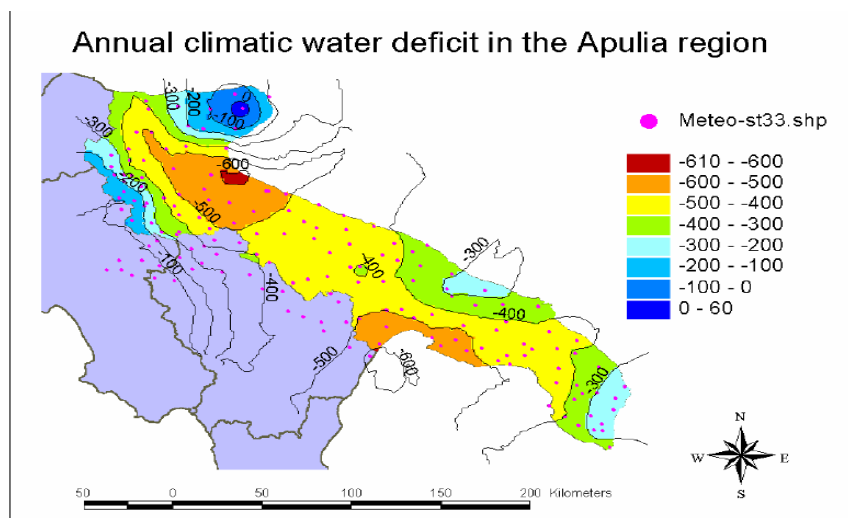 Annual climatic water deficit in the Apulia region
Meteo-st33.shp
-610 - -600
-600 - -500
-500 - -400
-400 - -300
-300 - -200
-200 - -100
-100 - 0
0 - 60
-300
-200
0
-100
-300
-600
-200
-500
-100
-400
-400
-300
-400
-500
-600
-300
N
W
E
S
50 0 50 100 150 200 Kilometers